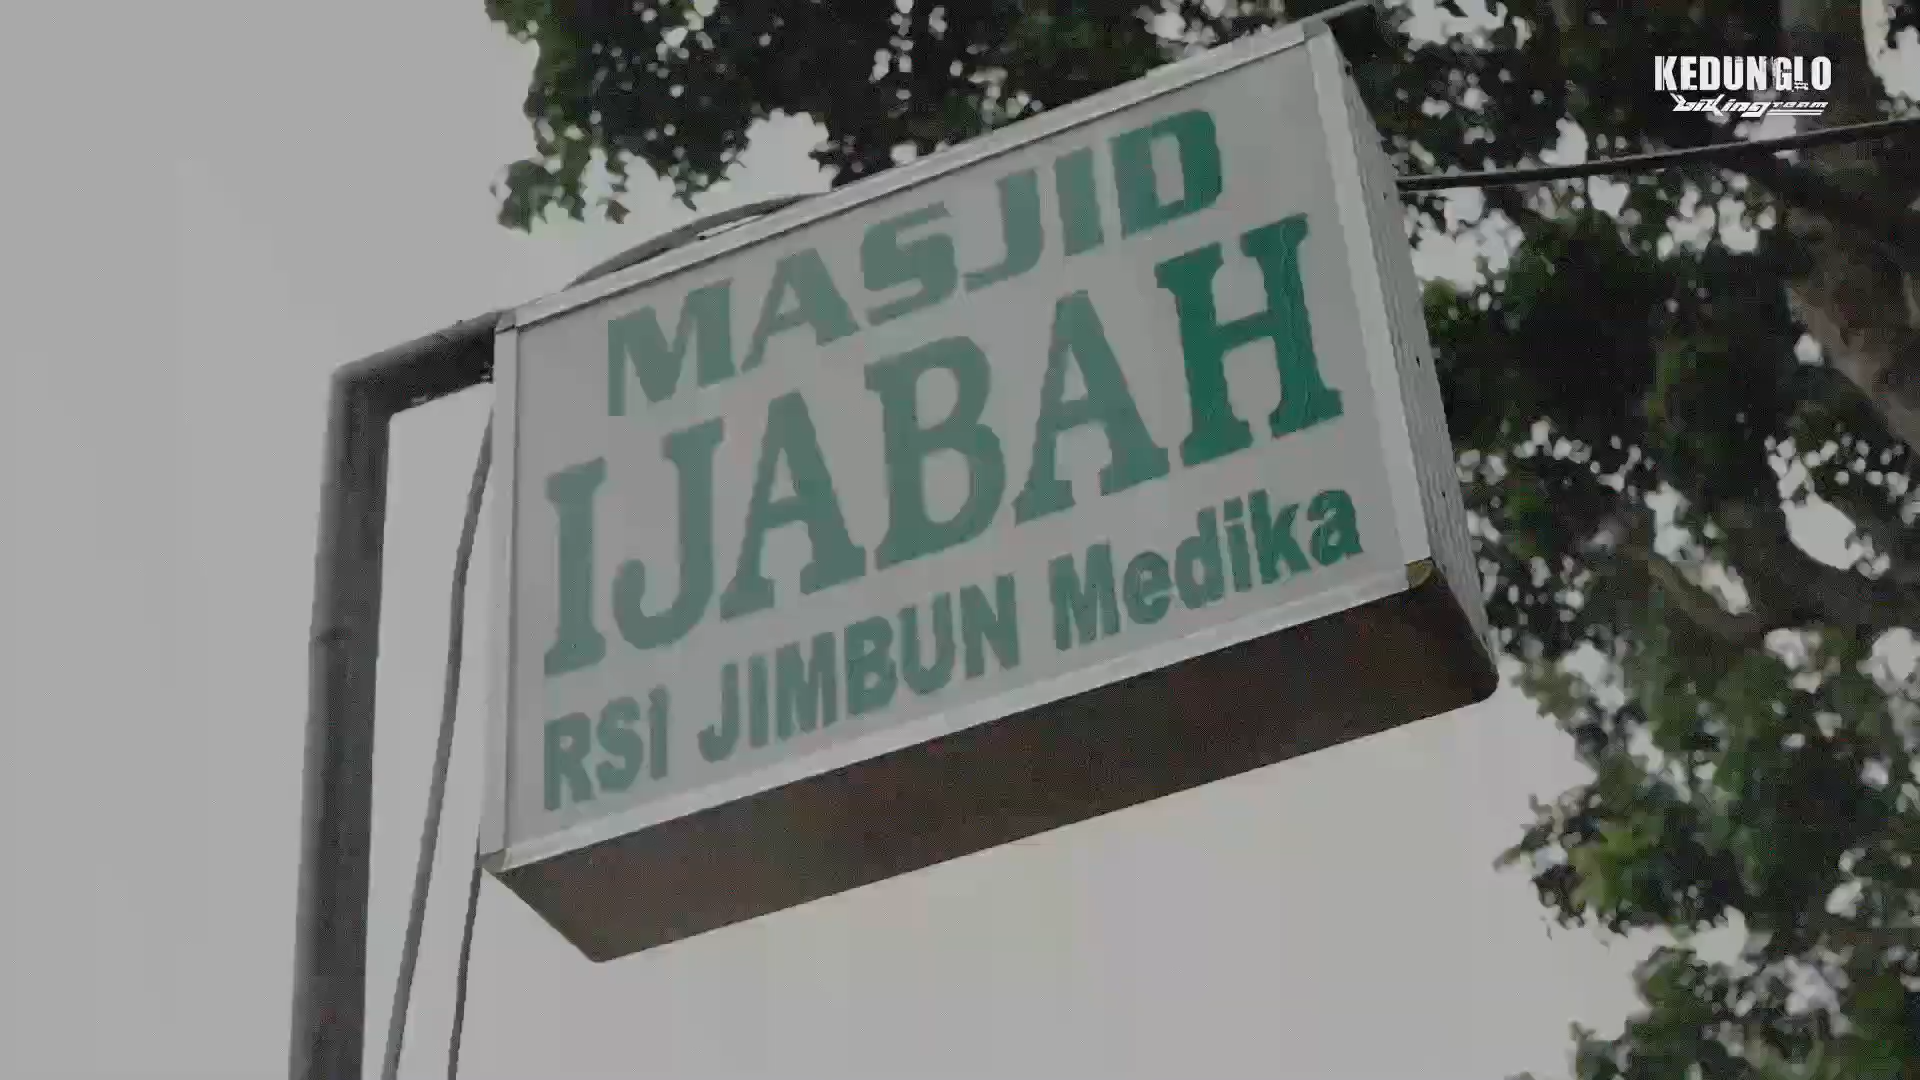 KEDUNGLO
biking TEAM
MASJID
IJABAH
RSI JIMBUN Medika